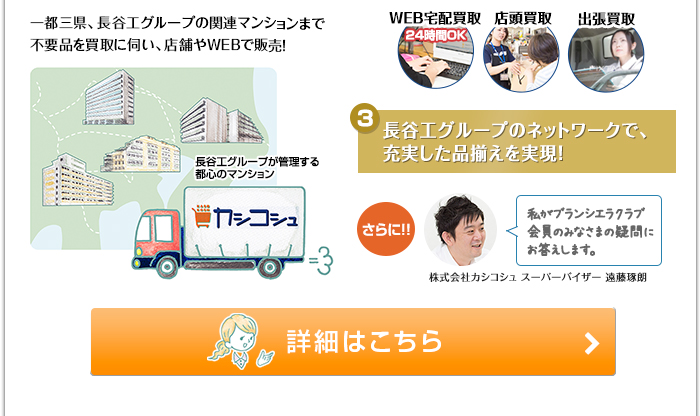 一都三県、長谷工グループの関連マンションまで
不要品を買取に伺い、店舗やWEBで販売!
長谷工グループが管理する
都心のマンション
カシコシュ
WEB宅配買取
24時間OK
店頭買取
出張買取
3
長谷工グループのネットワークで、
充実した品揃えを実現!
さらに!!
私がブランシエラクラブ
会員のみなさまの疑問に
お答えします。
株式会社カシコシュ スーパーバイザー 遠藤琢朗
詳細はこちら